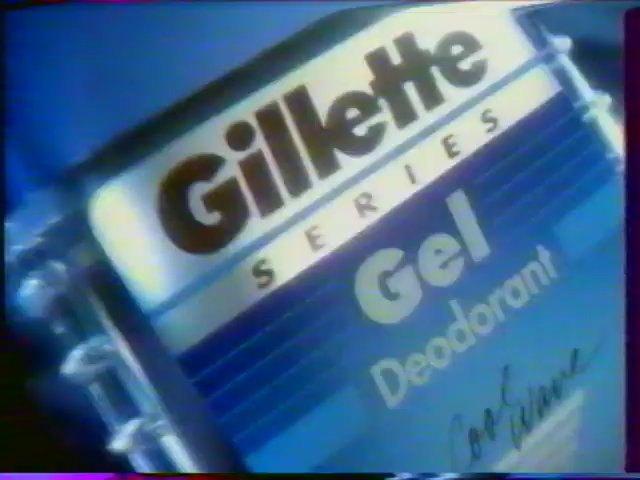 Gillette
SERIES
Gel
Deodorant
Cool
Wave